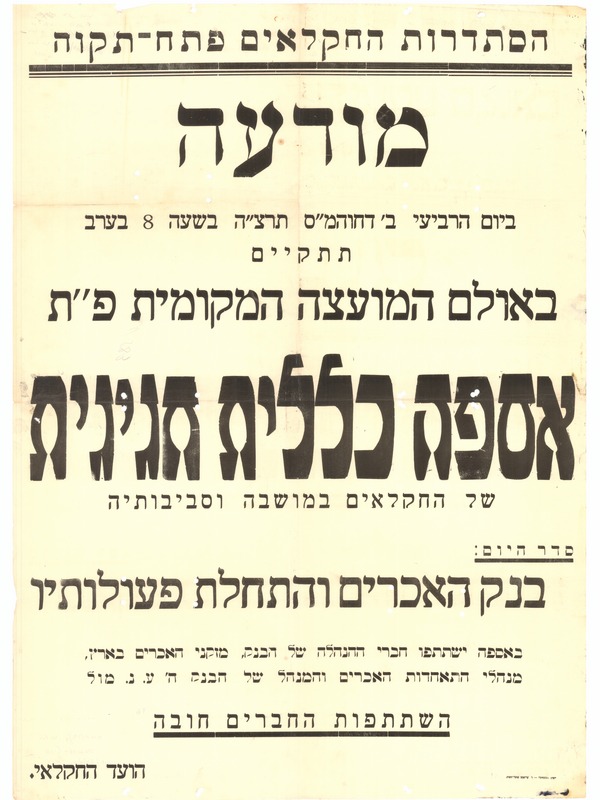 הסתדרות החקלאים פתח־תקוה
מודעה
ביום הרביעי ב' דחוהמ"ס תרצ"ה בשעה 8 בערב
תתקיים
באולם המועצה המקומית פ"ת
אספה כללית חגיגית
של החקלאים במושבה וסביבותיה
סדר היום:
בנק האכרים והתחלת פעולותיו
באספה ישתתפו חברי ההנהלה של הבנק, מוקני האכרים בארץ,
מנהלי התאחדות האכרים והמנהל של הבנק ה' ע. נ. מול
השתתפות החברים חובה
הועד החקלאי.